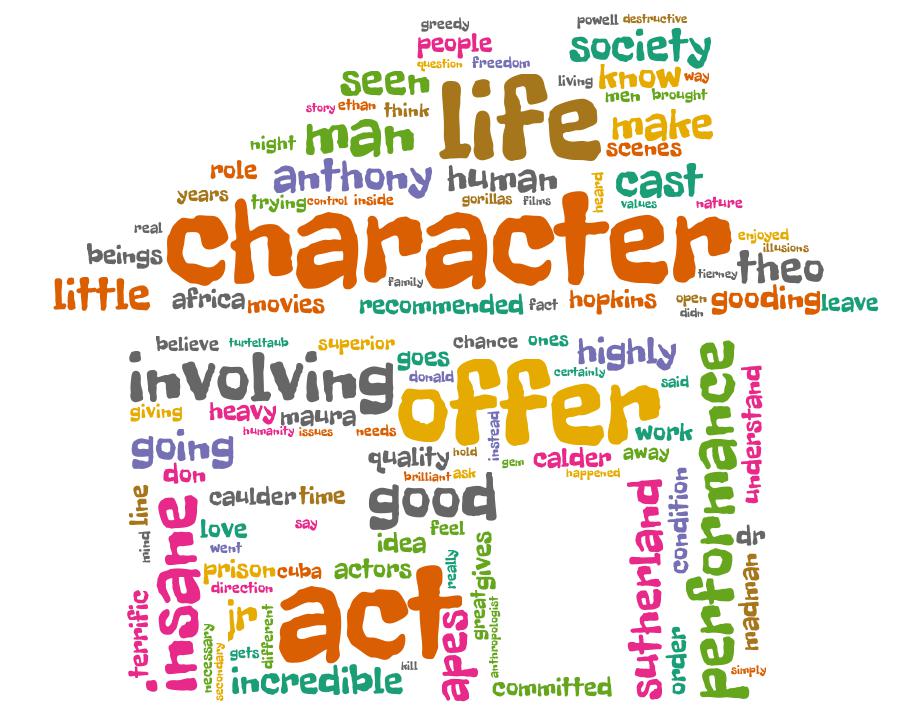 greedy
powell destructive
people
society
question freedom
seen
life
living know way
men brought
story ethan think
night man
make
scenes
role anthony human
heard cast
years trying control inside gorillas films values nature
real
character
enjoyed
illusions
beings
tierney theo
family
little africa movies recommended fact hopkins open gooding leave
didn
believe turteltaub superior
chance ones highly
goes
involving
donald
offer
certainly said
performance
understand
giving heavy maura
humanity issues needs
instead
work
going
quality hold
gem calder away
don
brilliant ask
happened
line
mind
insane
caulder time
good
sutherland
condition
love
say
feel
went
idea
dr
prison cuba actors
really
gives
great
direction
terrific
jr
act
different
madman
necessary
secondary
gets
apes
anthropologist
order
incredible
kill
committed
simply